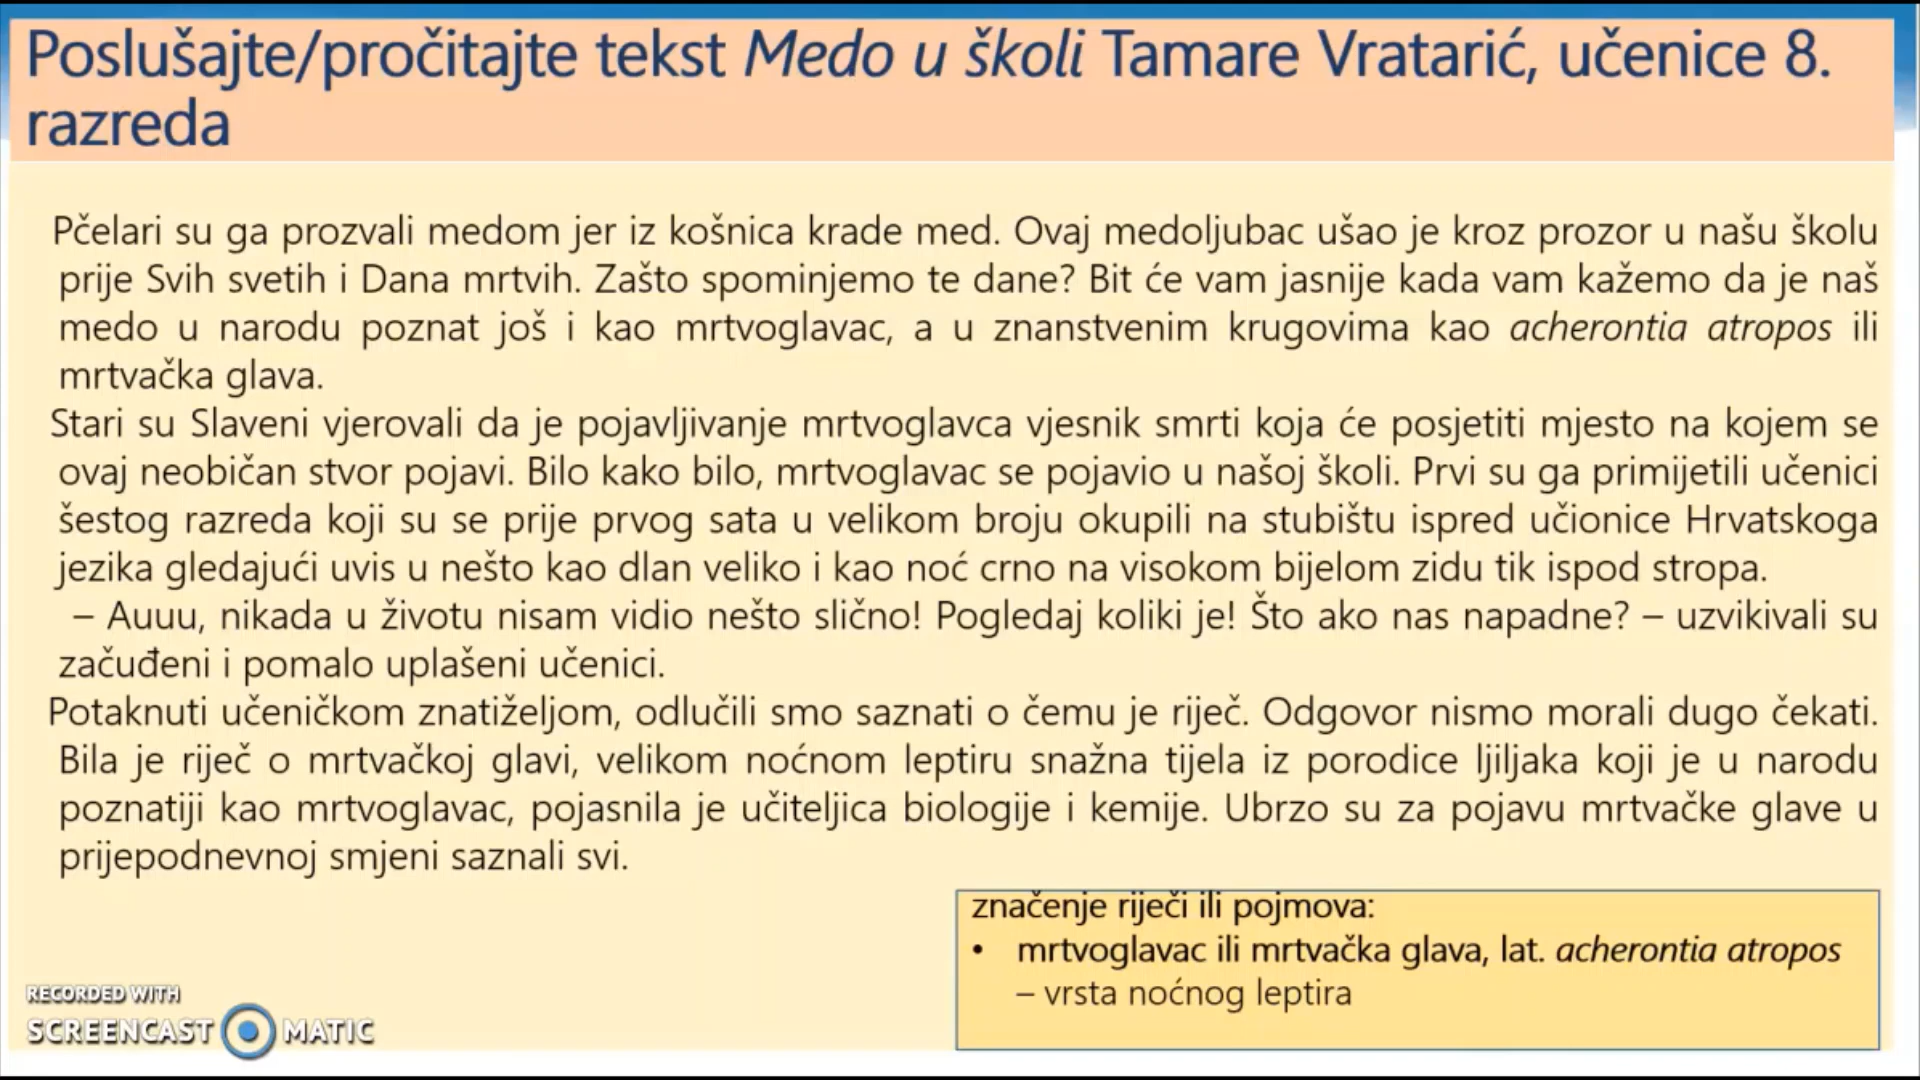 Poslušajte/pročitajte tekst Medo u školi Tamare Vratarić, učenice 8.
razreda
Pčelari su ga prozvali medom jer iz košnica krade med. Ovaj medoljubac ušao je kroz prozor u našu školu
prije Svih svetih i Dana mrtvih. Zašto spominjemo te dane? Bit će vam jasnije kada vam kažemo da je naš
medo u narodu poznat još i kao mrtvoglavac, a u znanstvenim krugovima kao acherontia atropos ili
mrtvačka glava.
Stari su Slaveni vjerovali da je pojavljivanje mrtvoglavca vjesnik smrti koja će posjetiti mjesto na kojem se
ovaj neobičan stvor pojavi. Bilo kako bilo, mrtvoglavac se pojavio u našoj školi. Prvi su ga primijetili učenici
šestog razreda koji su se prije prvog sata u velikom broju okupili na stubištu ispred učionice Hrvatskoga
jezika gledajući uvis u nešto kao dlan veliko i kao noć crno na visokom bijelom zidu tik ispod stropa.
– Auuu, nikada u životu nisam vidio nešto slično! Pogledaj koliki je! Što ako nas napadne? – uzvikivali su
začuđeni i pomalo uplašeni učenici.
Potaknuti učeničkom znatiželjom, odlučili smo saznati o čemu je riječ. Odgovor nismo morali dugo čekati.
Bila je riječ o mrtvačkoj glavi, velikom noćnom leptiru snažna tijela iz porodice ljiljaka koji je u narodu
poznatiji kao mrtvoglavac, pojasnila je učiteljica biologije i kemije. Ubrzo su za pojavu mrtvačke glave u
prijepodnevnoj smjeni saznali svi.
značenje riječi ili pojmova:
• mrtvoglavac ili mrtvačka glava, lat. acherontia atropos
– vrsta noćnog leptira
RECORDED WITH
SCREENCAST MATIC